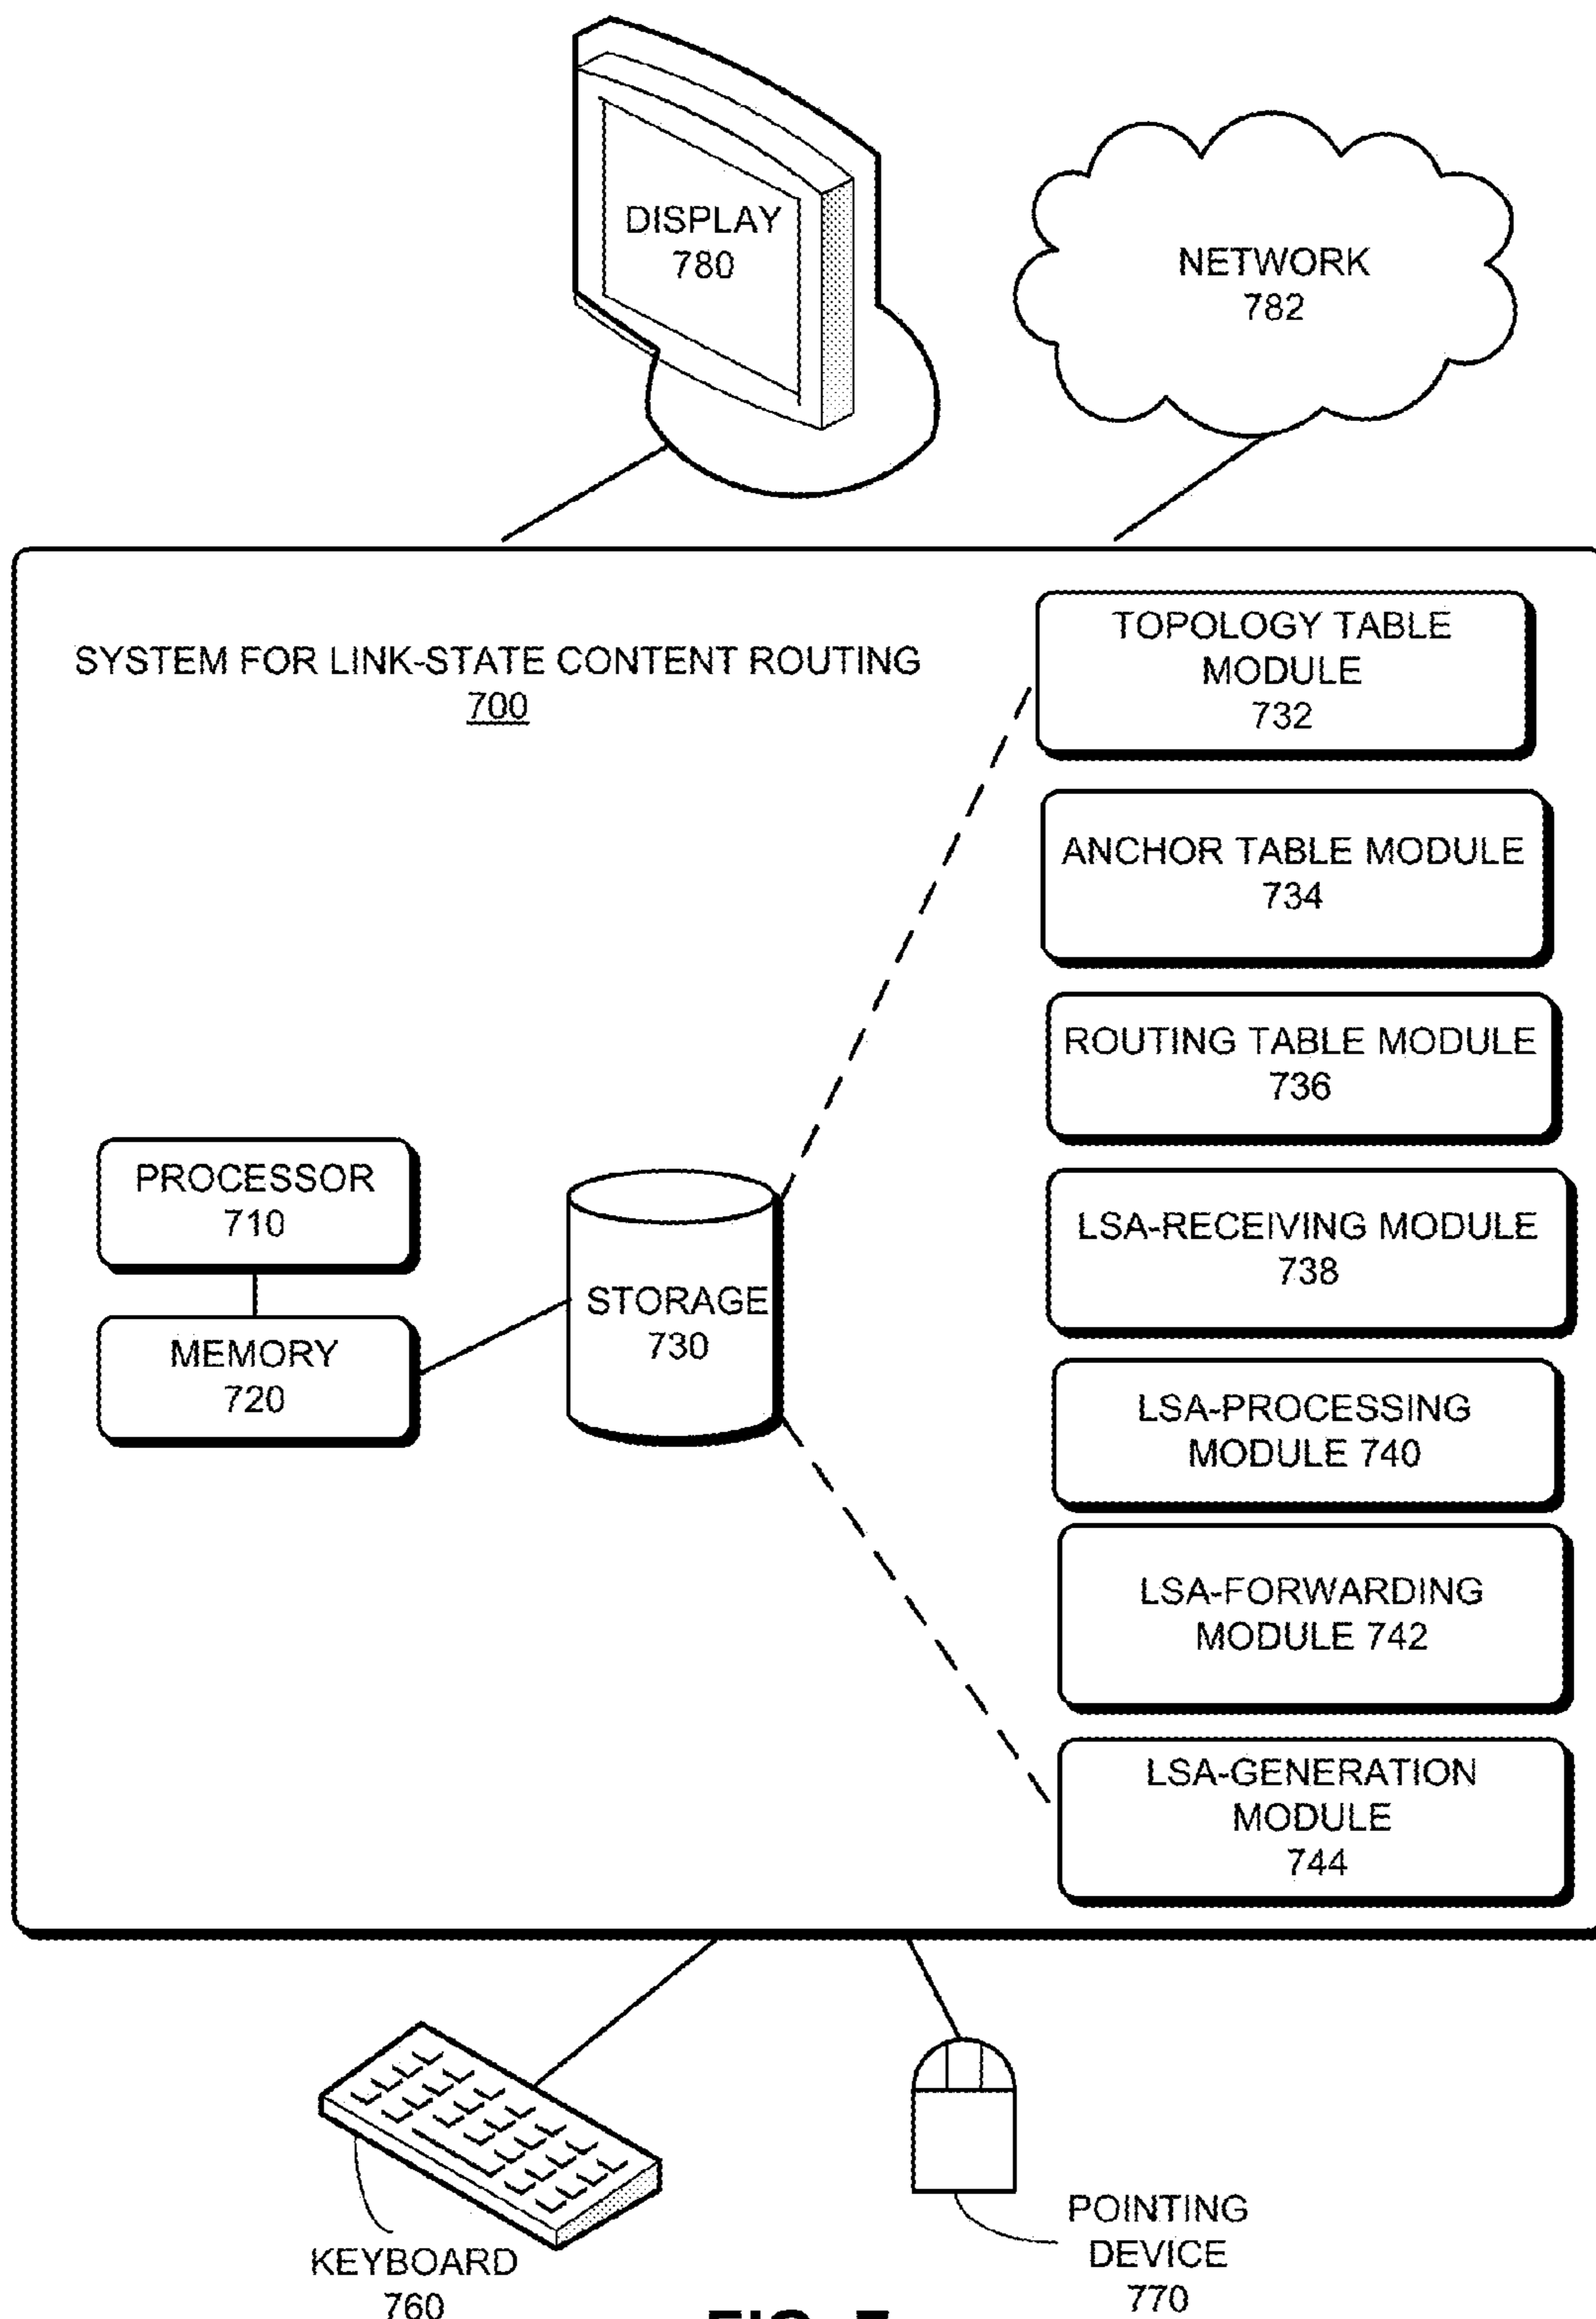 DISPLAY
780
NETWORK
782
SYSTEM FOR LINK-STATE CONTENT ROUTING
700
TOPOLOGY TABLE
MODULE
732
ANCHOR TABLE MODULE
734
ROUTING TABLE MODULE
736
LSA-RECEIVING MODULE
738
PROCESSOR
710
MEMORY
720
STORAGE
730
LSA-PROCESSING
MODULE 740
LSA-FORWARDING
MODULE 742
LSA-GENERATION
MODULE
744
KEYBOARD
760
POINTING
DEVICE
770